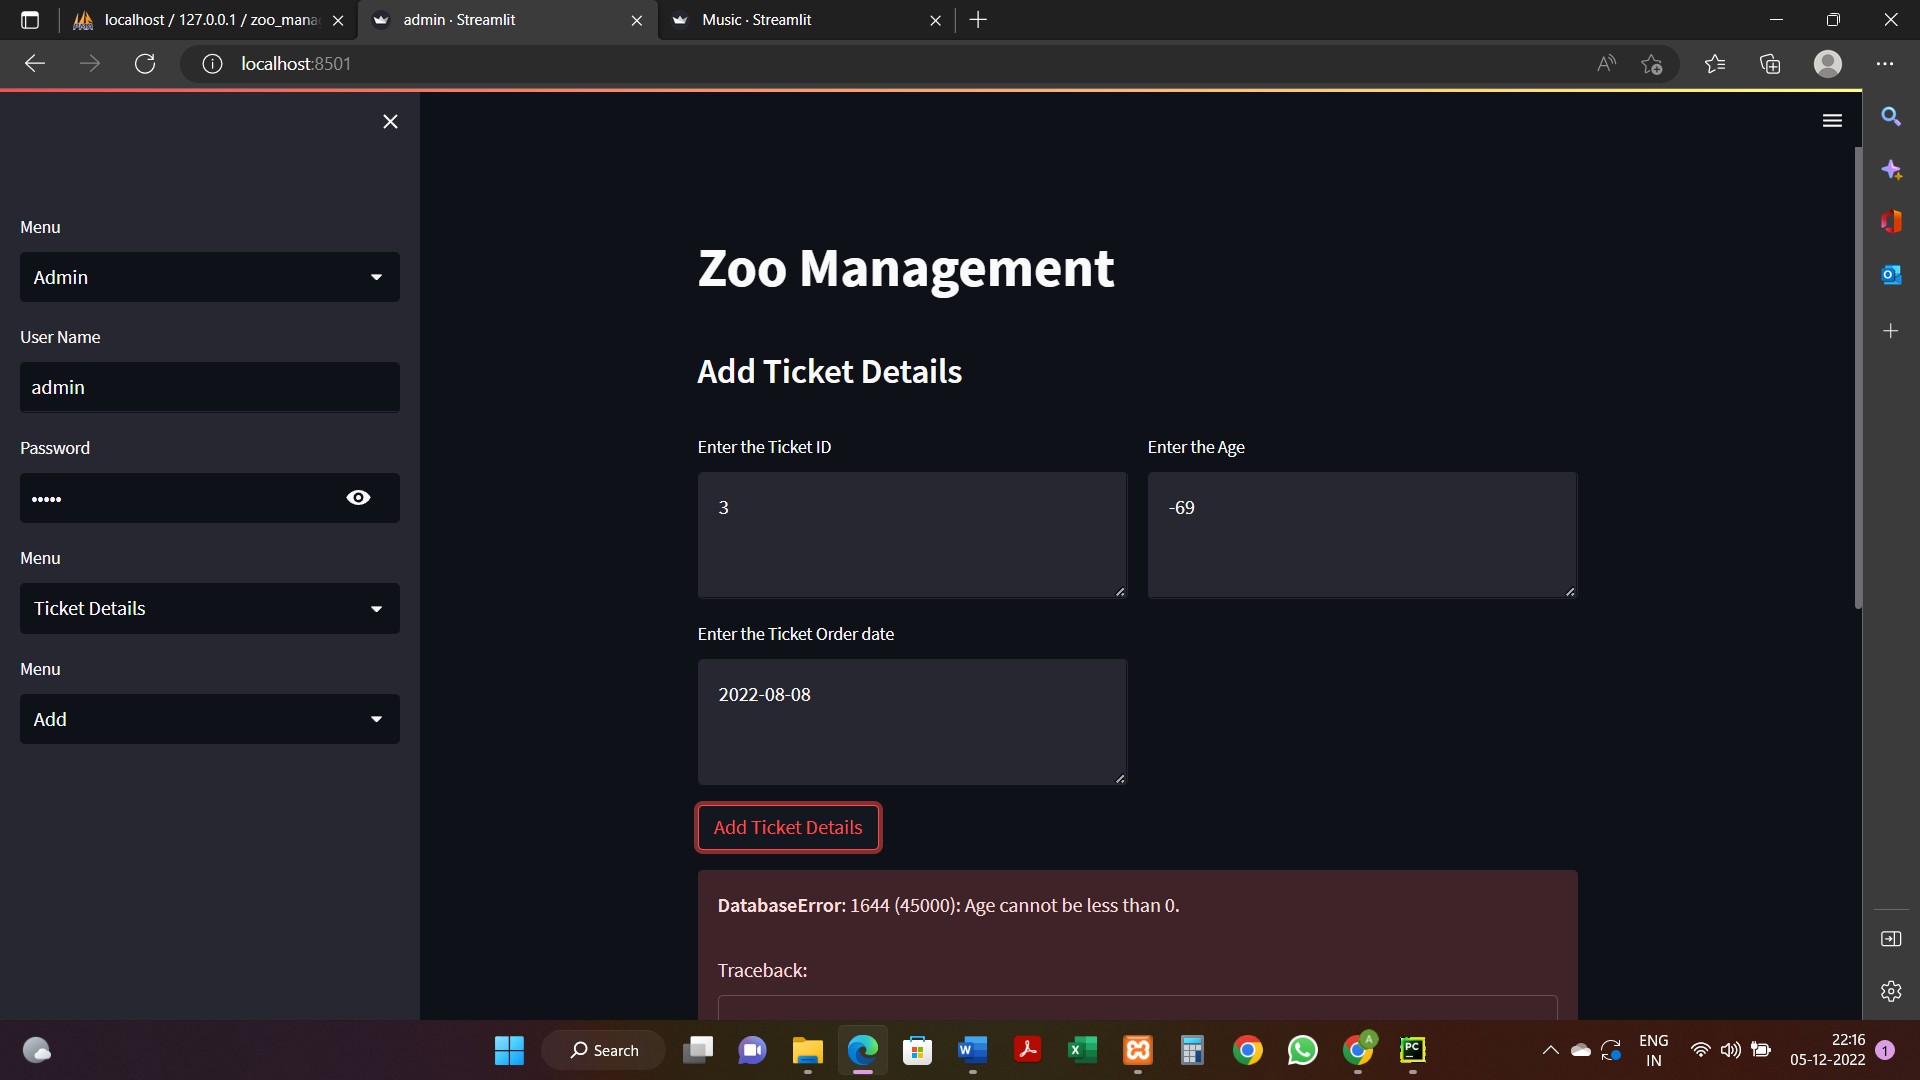 localhost / 127.0.0.1 / zoo_mana
admin · Streamlit
Music · Streamlit
localhost:8501
Menu
Admin
User Name
admin
Password
•••••
Menu
Ticket Details
Menu
Add
Zoo Management
Add Ticket Details
Enter the Ticket ID
Enter the Age
3
-69
Enter the Ticket Order date
2022-08-08
Add Ticket Details
DatabaseError: 1644 (45000): Age cannot be less than 0.
Traceback:
Search
ENG
IN
22:16
05-12-2022
1